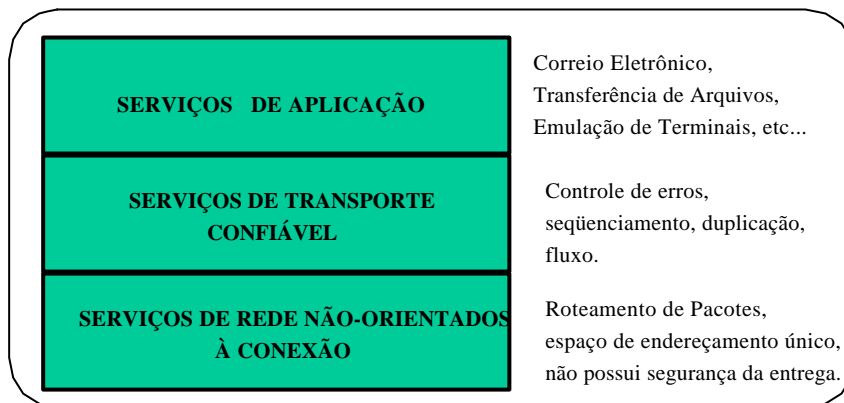 SERVIÇOS DE APLICAÇÃO
Correio Eletrônico,
Transferência de Arquivos,
Emulação de Terminais, etc...
SERVIÇOS DE TRANSPORTE
CONFIÁVEL
Controle de erros,
seqüenciamento, duplicação,
fluxo.
SERVIÇOS DE REDE NÃO-ORIENTADOS
À CONEXÃO
Roteamento de Pacotes,
espaço de endereçamento único,
não possui segurança da entrega.